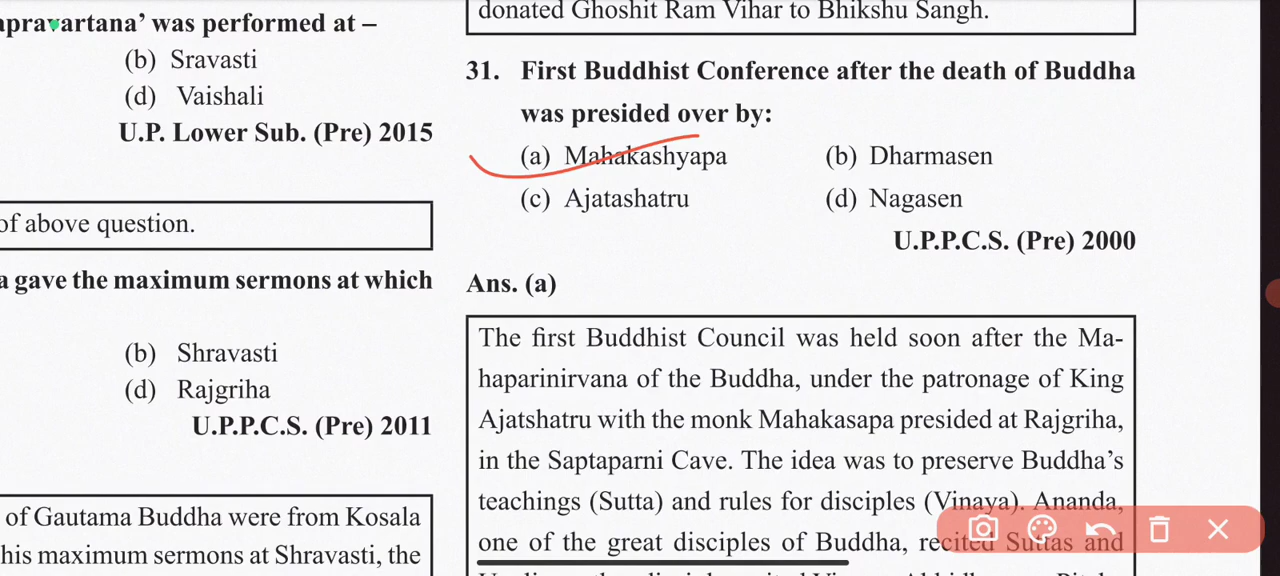 apravartana’ was performed at –
(b) Sravasti
(d) Vaishali
U.P. Lower Sub. (Pre) 2015
of above question.
a gave the maximum sermons at which
(b) Shravasti
(d) Rajgriha
U.P.P.C.S. (Pre) 2011
of Gautama Buddha were from Kosala
his maximum sermons at Shravasti, the
donated Ghoshit Ram Vihar to Bhikshu Sangh.
31. First Buddhist Conference after the death of Buddha
was presided over by:
(a) Mahakashyapa (b) Dharmasen
(c) Ajatashatru (d) Nagasen
U.P.P.C.S. (Pre) 2000
Ans. (a)
The first Buddhist Council was held soon after the Ma-
haparinirvana of the Buddha, under the patronage of King
Ajatshatru with the monk Mahakasapa presided at Rajgriha,
in the Saptaparni Cave. The idea was to preserve Buddha’s
teachings (Sutta) and rules for disciples (Vinaya). Ananda,
one of the great disciples of Buddha, recited Suttas and